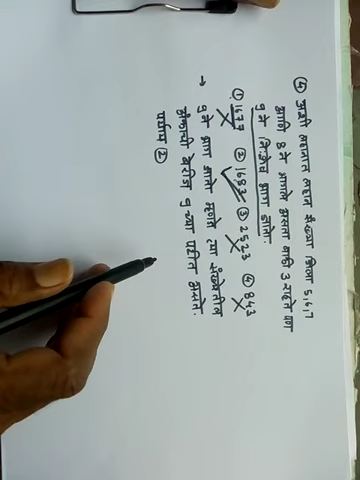 ④ अशी लहानात लहान संख्या जिला 5, 6, 7
आणि 8 ने भागले असता बाकी 3 राहते पण
9 ने नि:शेष भाग जातो.
① 1677 ② 1683 ③ 2523 ④ 843
→ 9 ने भाग जातो म्हणजे त्या संख्येतील
अंकांची बेरीज 9 च्या पटीत असते.
पर्याय ②